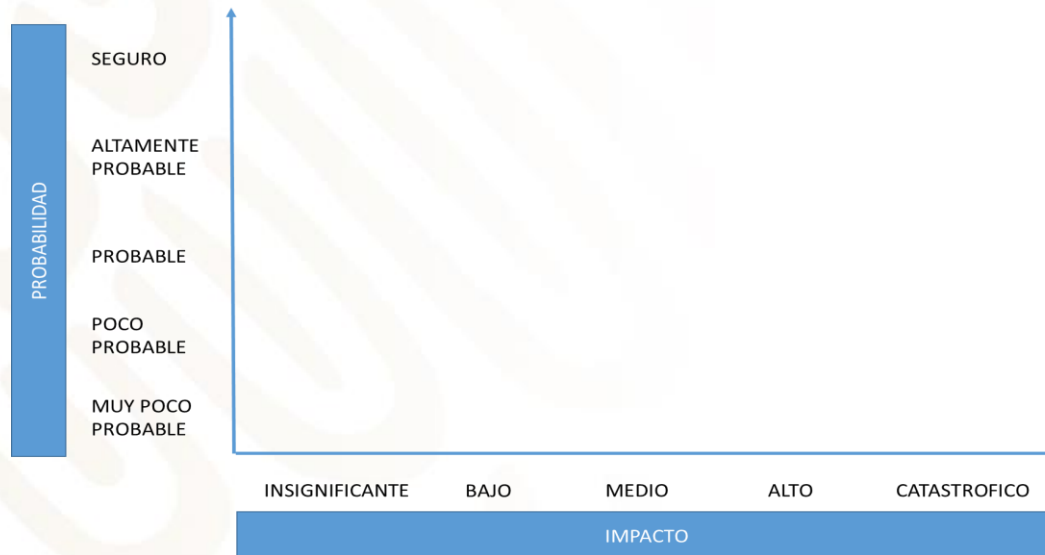 SEGURO
ALTAMENTE
PROBABLE
PROBABILIDAD
PROBABLE
POCO
PROBABLE
MUY POCO
PROBABLE
INSIGNIFICANTE
BAJO
MEDIO
ALTO
CATASTROFICO
IMPACTO